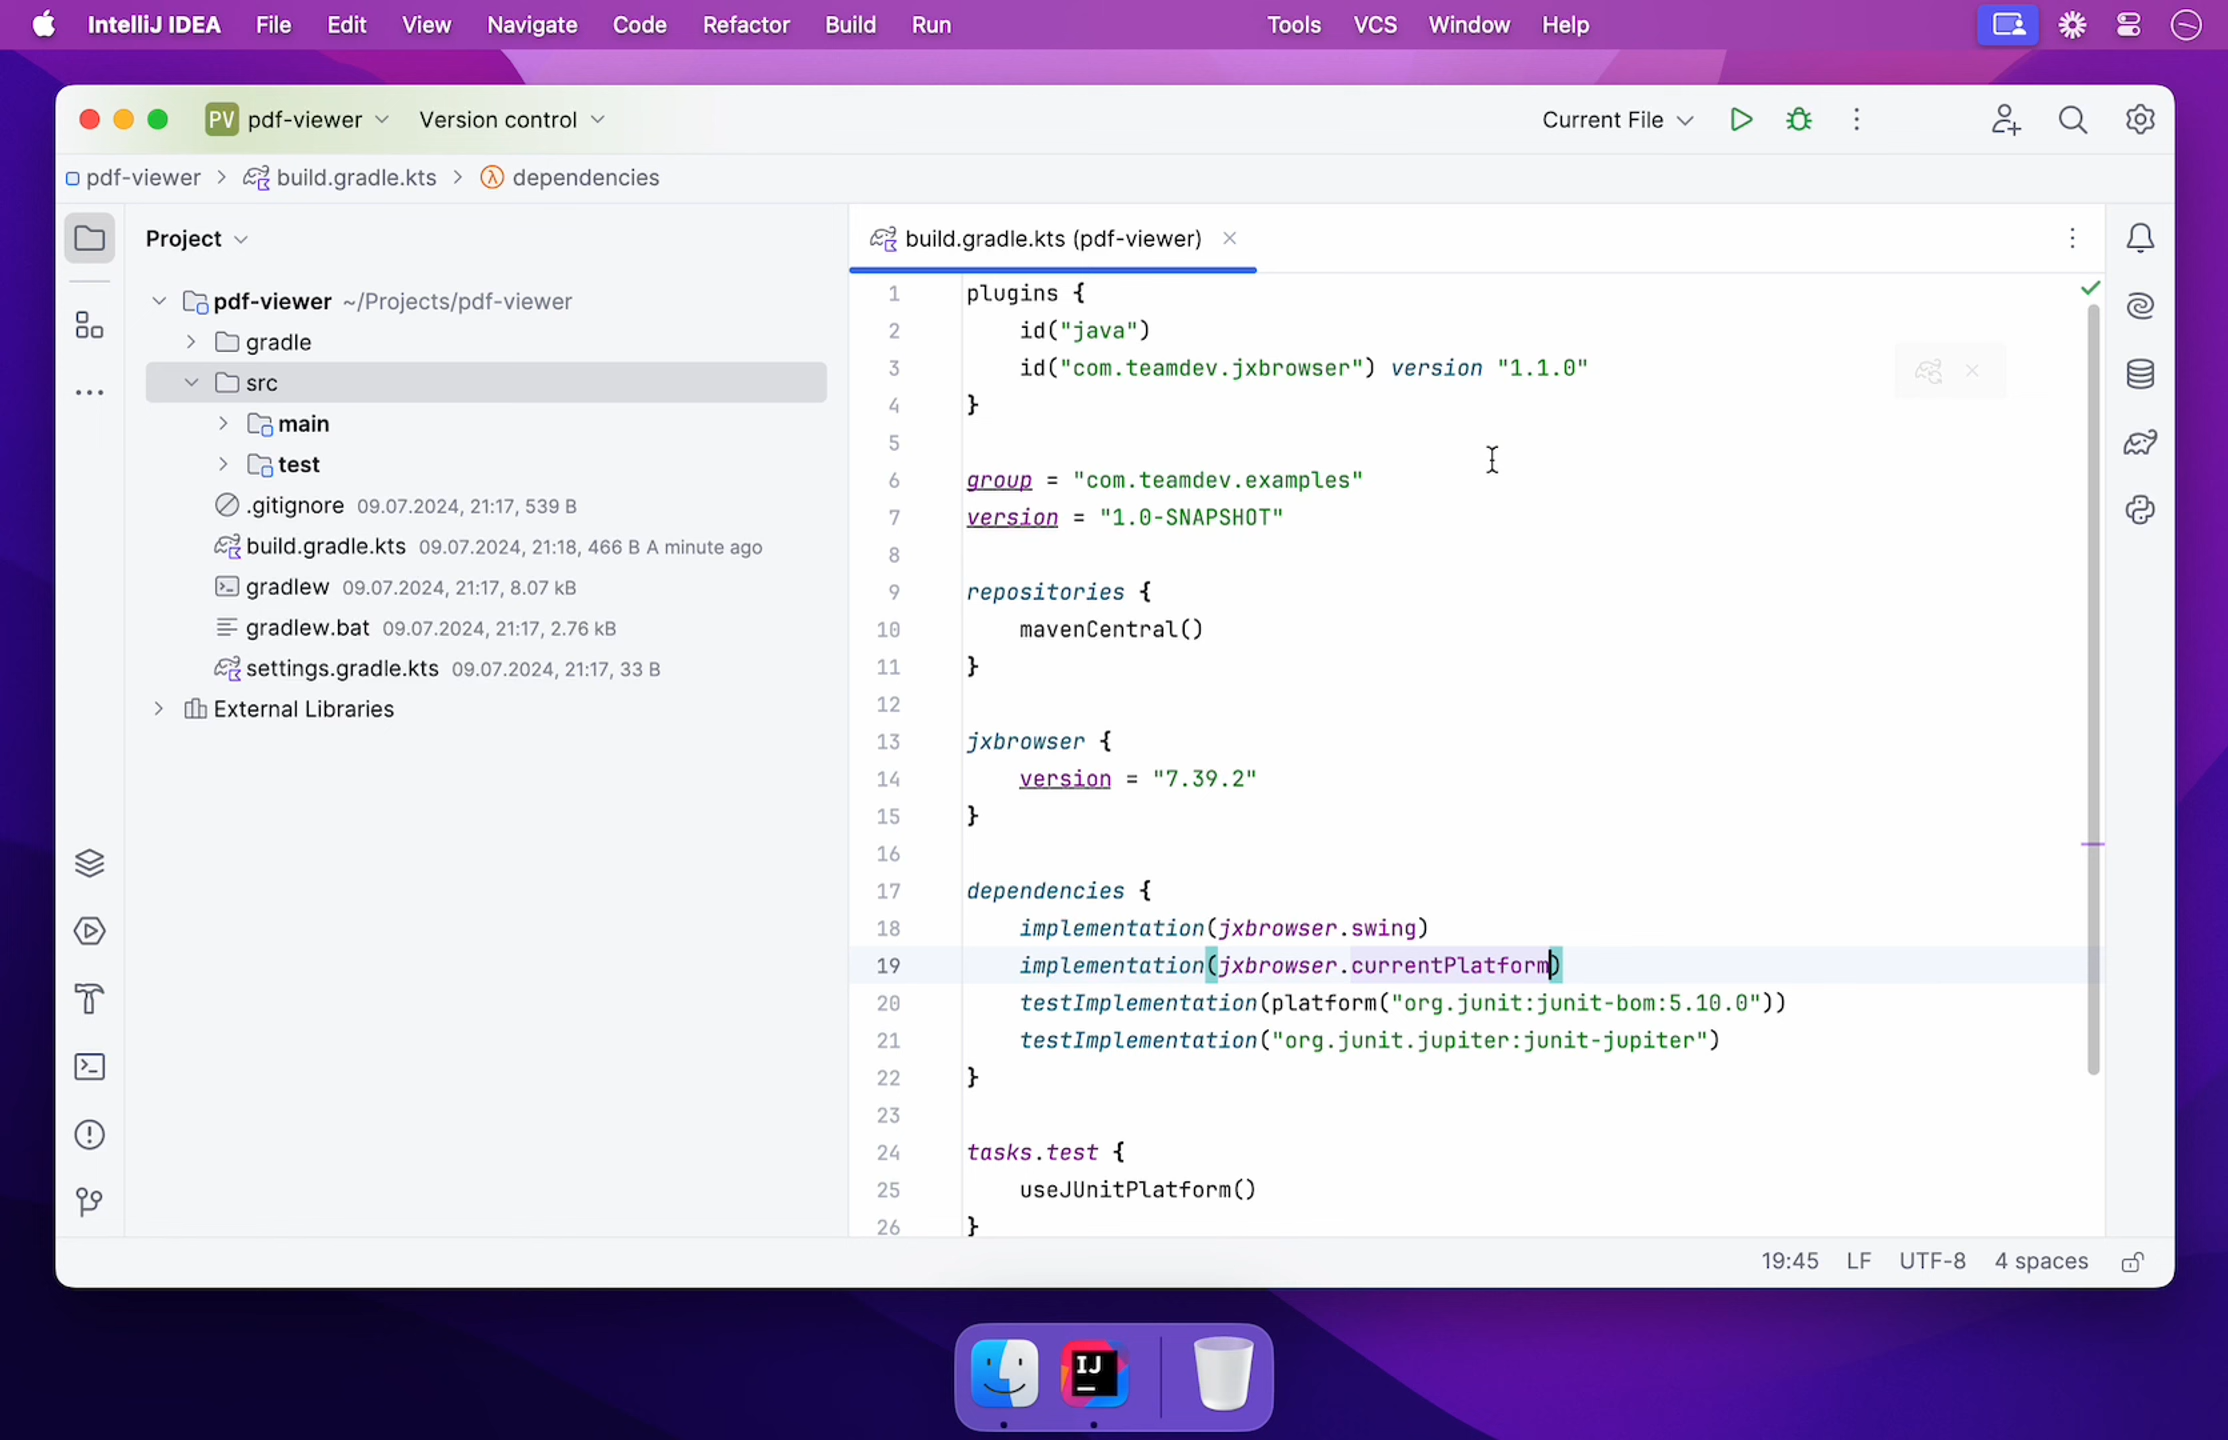 IntelliJ IDEA File Edit View Navigate Code Refactor Build Run Tools VCS Window Help
PV pdf-viewer Version control Current File
pdf-viewer > build.gradle.kts > dependencies
Project
pdf-viewer ~/Projects/pdf-viewer
gradle
src
main
test
.gitignore 09.07.2024, 21:17, 539 B
build.gradle.kts 09.07.2024, 21:18, 466 B A minute ago
gradlew 09.07.2024, 21:17, 8.07 kB
gradlew.bat 09.07.2024, 21:17, 2.76 kB
settings.gradle.kts 09.07.2024, 21:17, 33 B
External Libraries
build.gradle.kts (pdf-viewer)
1 plugins {
2 id("java")
3 id("com.teamdev.jxbrowser") version "1.1.0"
4 }
5
6 group = "com.teamdev.examples"
7 version = "1.0-SNAPSHOT"
8
9 repositories {
10 mavenCentral()
11 }
12
13 jxbrowser {
14 version = "7.39.2"
15 }
16
17 dependencies {
18 implementation(jxbrowser.swing)
19 implementation(jxbrowser.currentPlatform)
20 testImplementation(platform("org.junit:junit-bom:5.10.0"))
21 testImplementation("org.junit.jupiter:junit-jupiter")
22 }
23
24 tasks.test {
25 useJUnitPlatform()
26 }
19:45 LF UTF-8 4 spaces
IJ